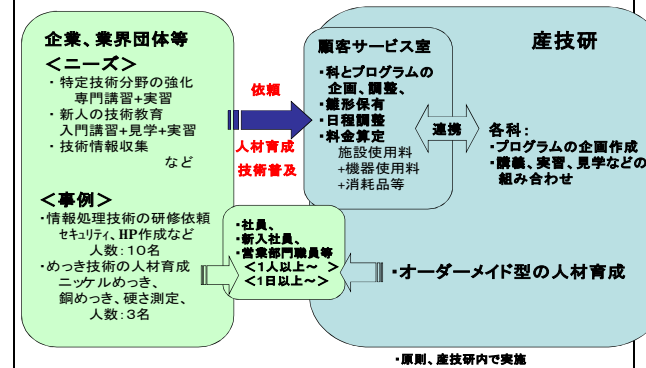 企業、業界団体等
＜ニーズ＞
・特定技術分野の強化
専門講習+実習
・新人の技術教育
入門講習+見学+実習
・技術情報収集
など
＜事例＞
・情報処理技術の研修依頼
セキュリティ、HP作成など
人数：１０名
・めっき技術の人材育成
ニッケルめっき、
銅めっき、硬さ測定、
人数：３名
依頼
人材育成
技術普及
・社員、
・新入社員、
・営業部門職員等
＜１人以上～ ＞
＜１日以上～＞
顧客サービス室
・科とプログラムの
企画、調整、
・雛形保有
・日程調整
・料金算定
施設使用料
+機器使用料
+消耗品等
連携
産技研
各科：
・プログラムの企画作成
・講義、実習、見学などの
組み合わせ
・オーダーメイド型の人材育成
・原則、産技研内で実施